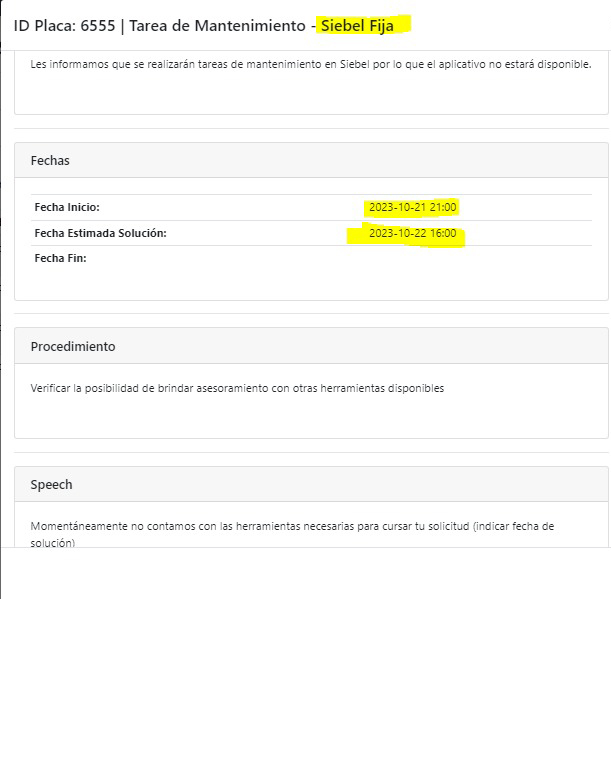 ID Placa: 6555 | Tarea de Mantenimiento - Siebel Fija
Les informamos que se realizarán tareas de mantenimiento en Siebel por lo que el aplicativo no estará disponible.
Fechas
Fecha Inicio: 2023-10-21 21:00
Fecha Estimada Solución: 2023-10-22 16:00
Fecha Fin:
Procedimiento
Verificar la posibilidad de brindar asesoramiento con otras herramientas disponibles
Speech
Momentáneamente no contamos con las herramientas necesarias para cursar tu solicitud (indicar fecha de
solución)